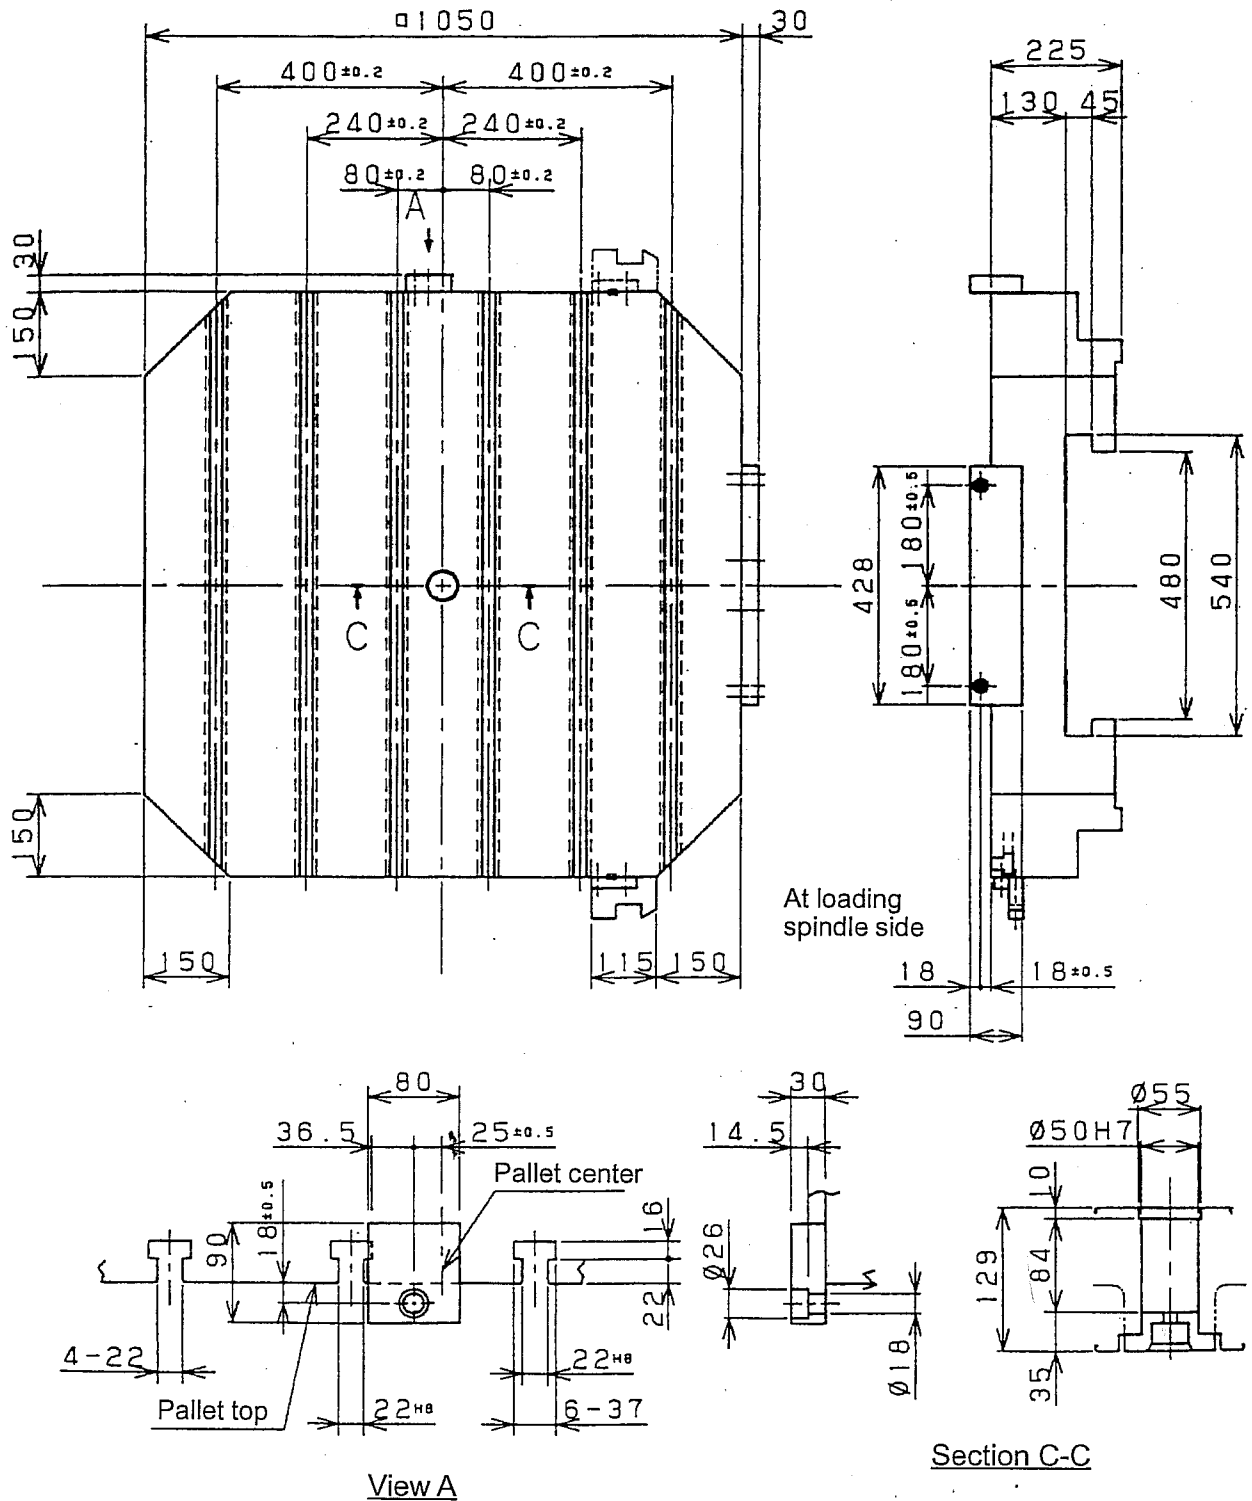 □1050
30
225
400±0.2
400±0.2
130
45
240±0.2
240±0.2
80±0.2
80±0.2
A
30
150
428
180±0.5
180±0.5
480
540
C
C
150
At loading
spindle side
150
115
150
18
18±0.5
90
80
30
Ø55
36.5
25±0.5
14.5
Ø50H7
Pallet center
10
18±0.5
90
16
22
Ø26
129
84
4-22
22H8
Ø18
35
Pallet top
22H8
6-37
Section C-C
View A